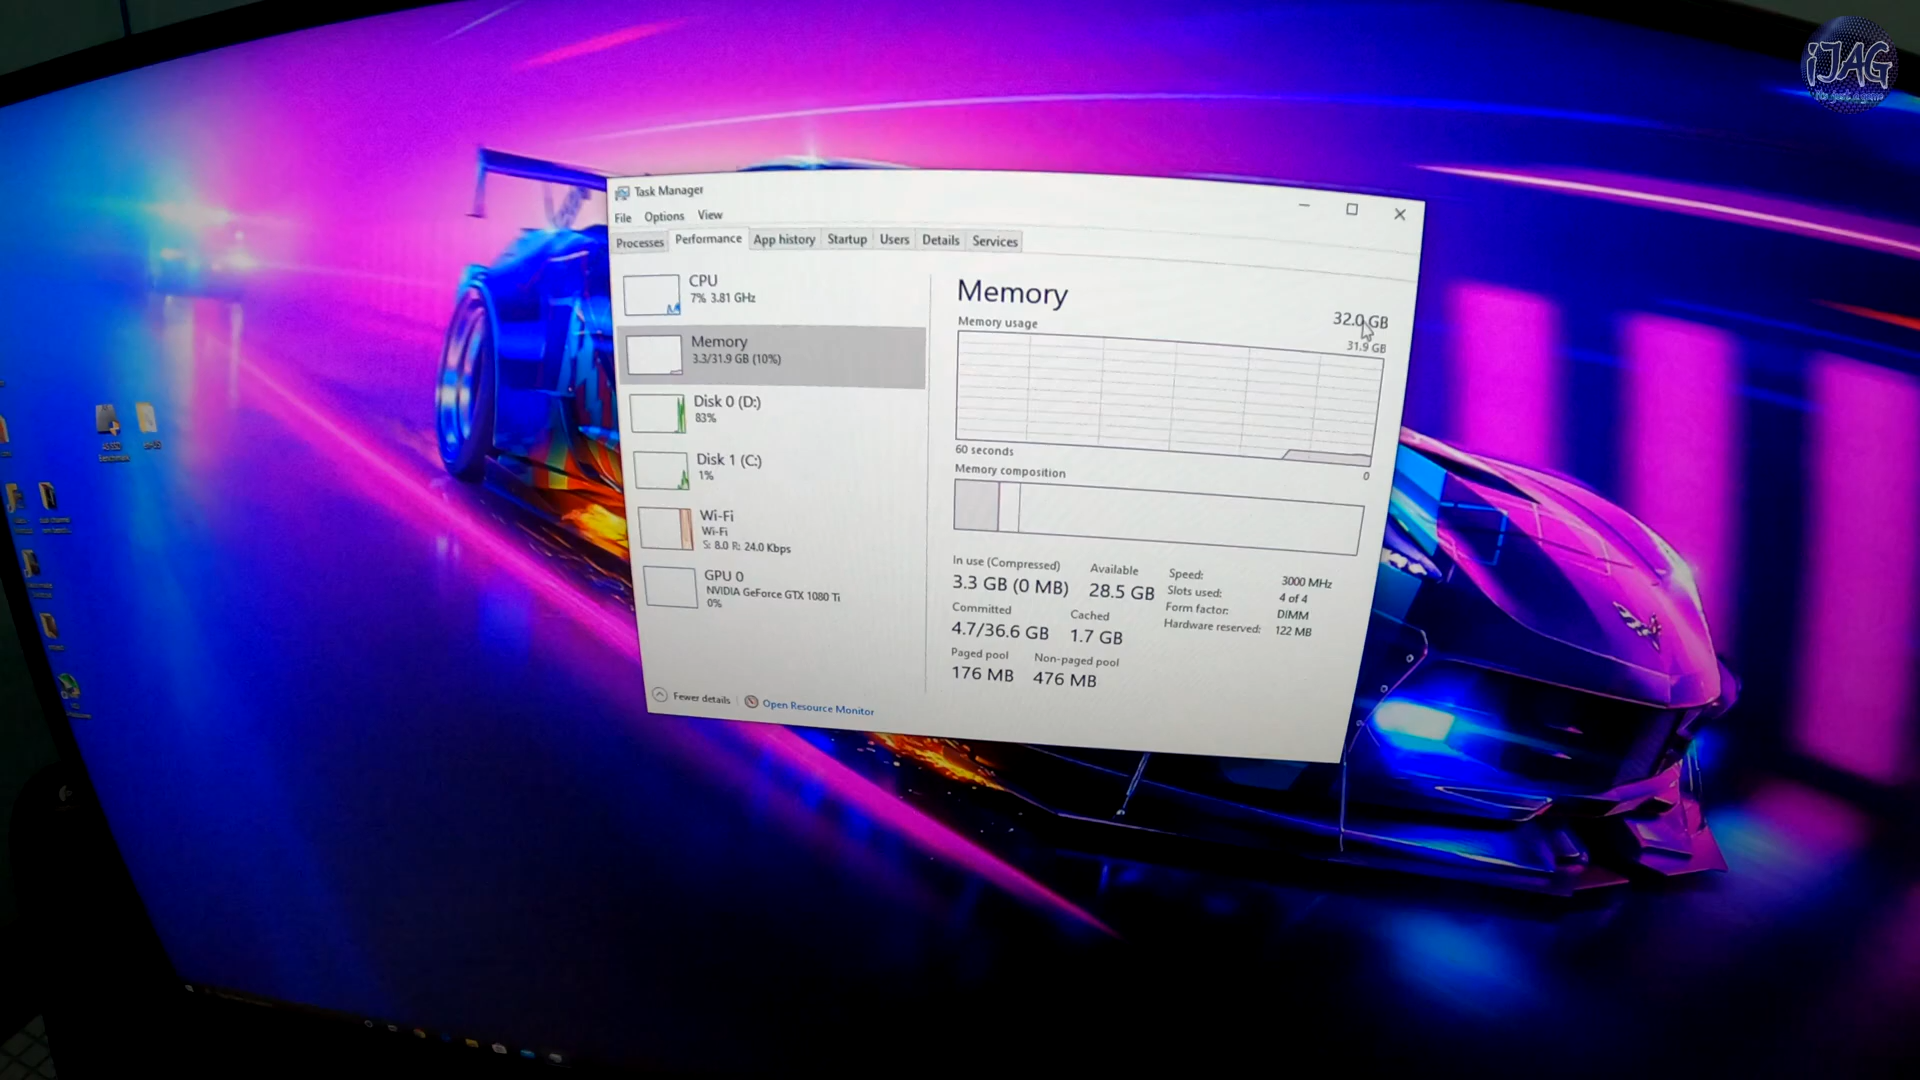 iJAG
Task Manager
File Options View
Processes Performance App history Startup Users Details Services
CPU
7% 3.81 GHz
Memory
3.3/31.9 GB (10%)
Disk 0 (D:)
83%
Disk 1 (C:)
1%
Wi-Fi
Wi-Fi
S: 8.0 R: 24.0 Kbps
GPU 0
NVIDIA GeForce GTX 1080 Ti
0%
Memory
32.0 GB
Memory usage
31.9 GB
60 seconds
0
Memory composition
In use (Compressed)
3.3 GB (0 MB)
Available
28.5 GB
Committed
4.7/36.6 GB
Cached
1.7 GB
Paged pool
176 MB
Non-paged pool
476 MB
Speed: 3000 MHz
Slots used: 4 of 4
Form factor: DIMM
Hardware reserved: 122 MB
Fewer details
Open Resource Monitor